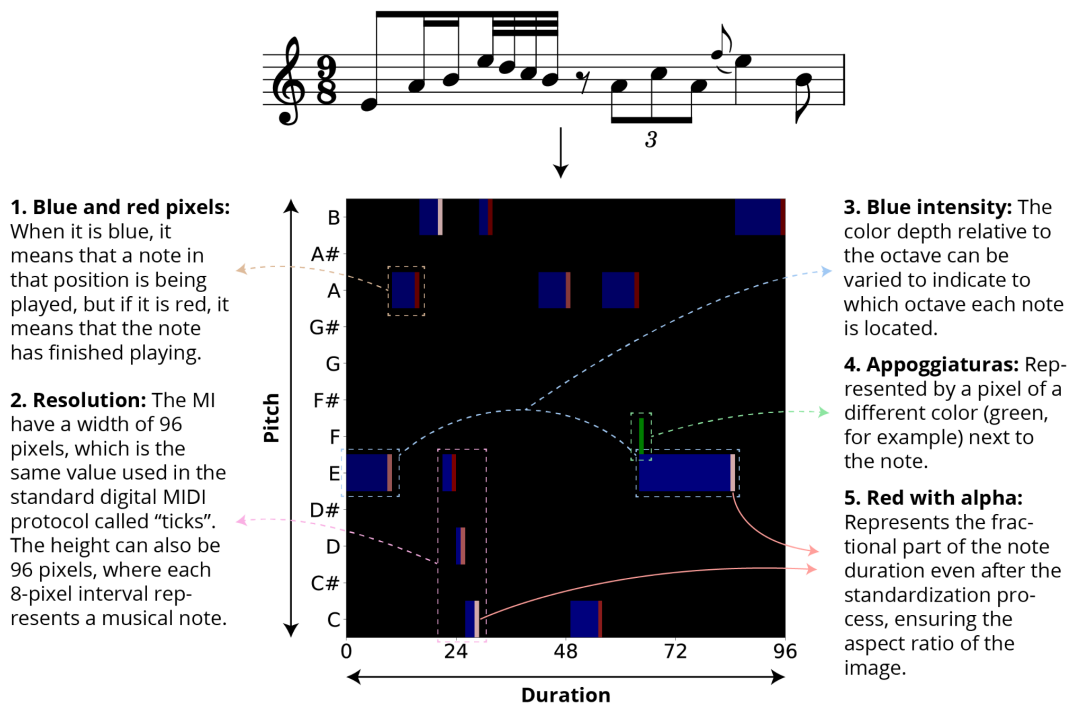 9
8
3
1. Blue and red pixels:
When it is blue, it
means that a note in
that position is being
played, but if it is red, it
means that the note
has finished playing.
2. Resolution: The MI
have a width of 96
pixels, which is the
same value used in the
standard digital MIDI
protocol called “ticks”.
The height can also be
96 pixels, where each
8-pixel interval rep-
resents a musical note.
Pitch
B
A#
A
G#
G
F#
F
E
D#
D
C#
C
0 24 48 72 96
Duration
3. Blue intensity: The
color depth relative to
the octave can be
varied to indicate to
which octave each note
is located.
4. Appoggiaturas: Rep-
resented by a pixel of a
different color (green,
for example) next to
the note.
5. Red with alpha:
Represents the frac-
tional part of the note
duration even after the
standardization pro-
cess, ensuring the
aspect ratio of the
image.